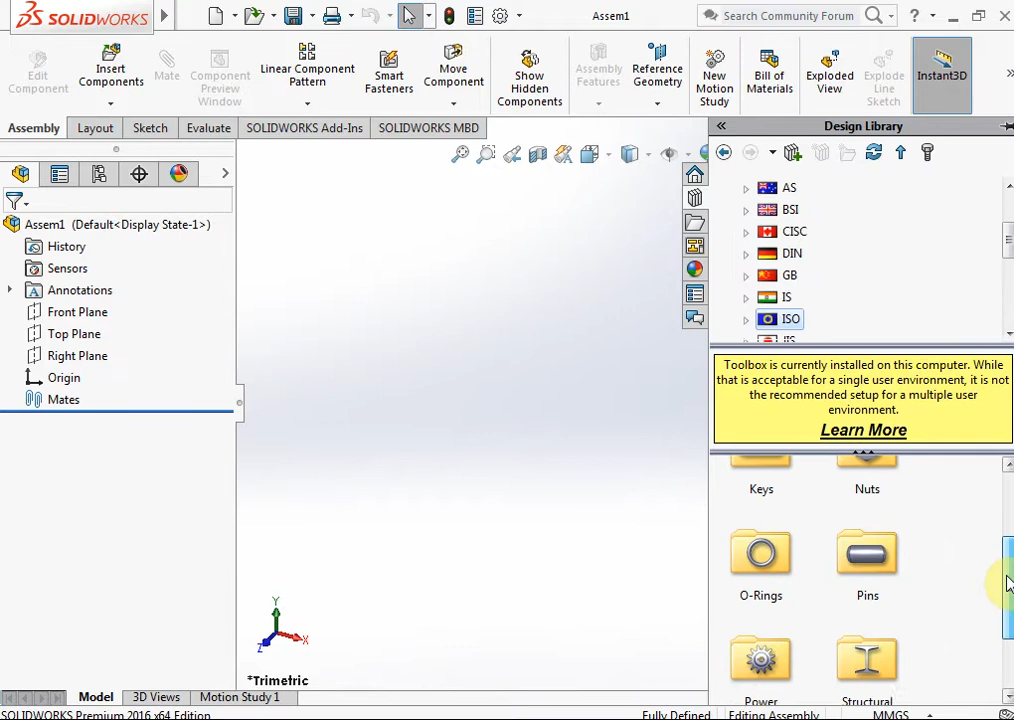 SOLIDWORKS
Assem1
Search Community Forum
Edit Component
Insert Components
Mate
Component Preview Window
Linear Component Pattern
Smart Fasteners
Move Component
Show Hidden Components
Assembly Features
Reference Geometry
New Motion Study
Bill of Materials
Exploded View
Explode Line Sketch
Instant3D
Assembly
Layout
Sketch
Evaluate
SOLIDWORKS Add-Ins
SOLIDWORKS MBD
Design Library
Assem1 (Default<Display State-1>)
History
Sensors
Annotations
Front Plane
Top Plane
Right Plane
Origin
Mates
AS
BSI
CISC
DIN
GB
IS
ISO
JIS
Toolbox is currently installed on this computer. While
that is acceptable for a single user environment, it is not
the recommended setup for a multiple user
environment.
Learn More
Keys
Nuts
O-Rings
Pins
Power
Structural
Y
X
Z
*Trimetric
Model
3D Views
Motion Study 1
SOLIDWORKS Premium 2016 x64 Edition
Fully Defined
Editing Assembly
MMGS